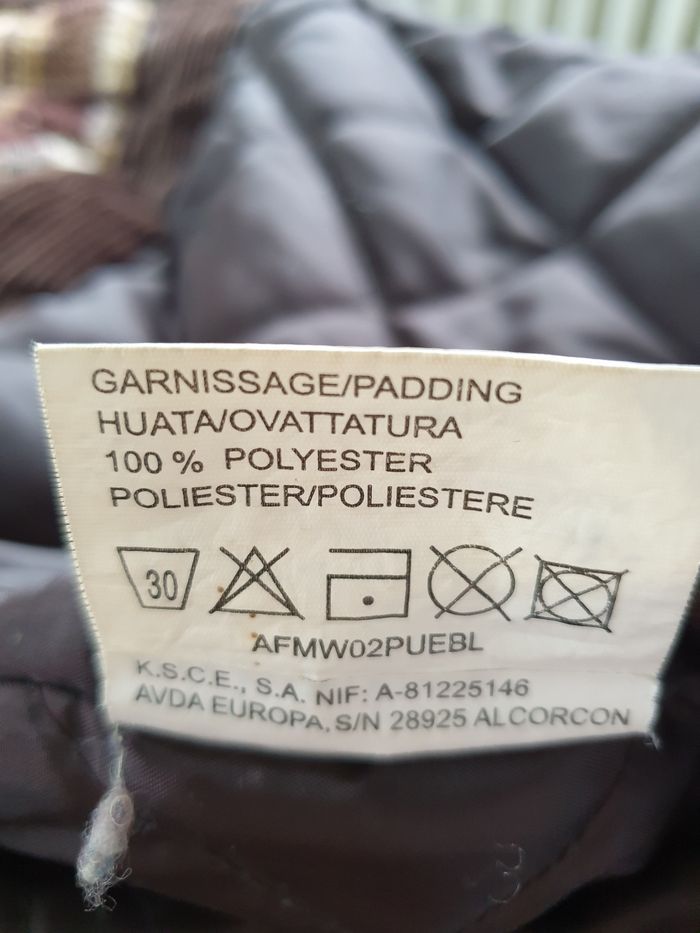 GARNISSAGE/PADDING
HUATA/OVATTATURA
100 % POLYESTER
POLIESTER/POLIESTERE
30
AFMW02PUEBL
K.S.C.E., S.A. NIF: A-81225146
AVDA EUROPA, S/N 28925 ALCORCON